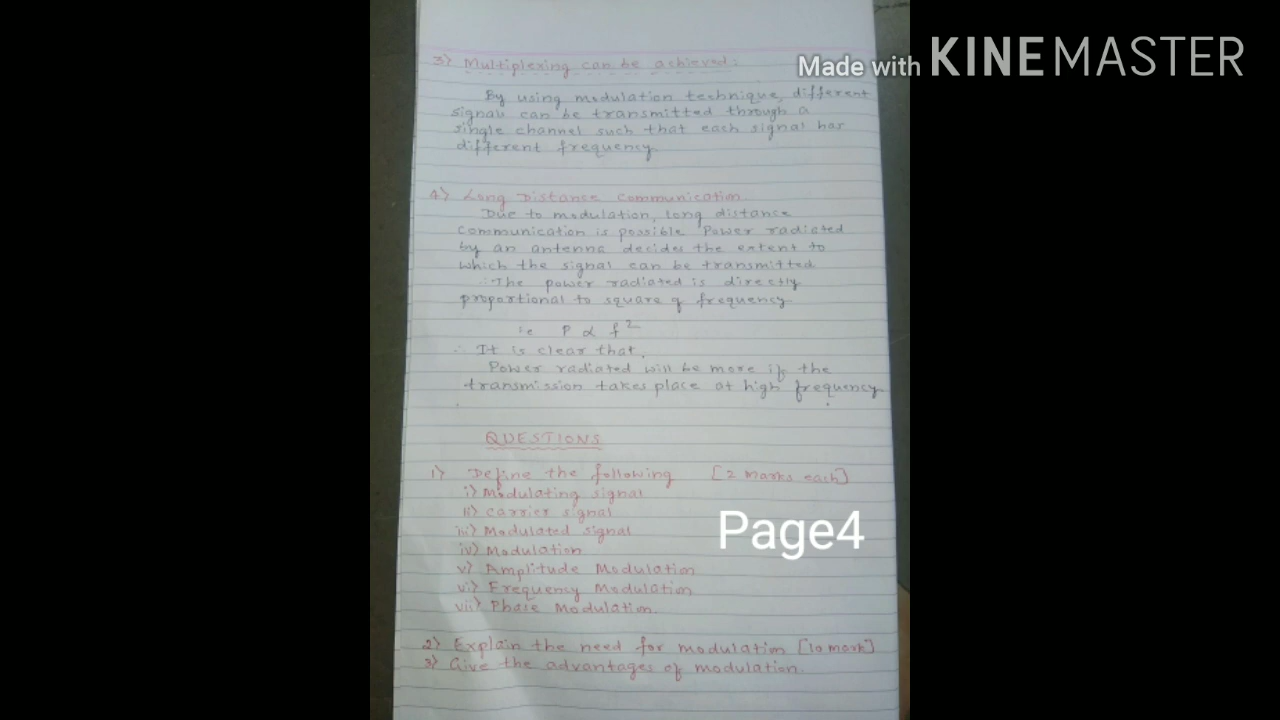 Made with KINEMASTER
3) Multiplexing can be achieved:
By using modulation technique, different
signals can be transmitted through a
single channel such that each signal has
different frequency.
4) Long Distance Communication.
Due to modulation, long distance
communication is possible Power radiated
by an antenna decides the extent to
which the signal can be transmitted
∴ The power radiated is directly
proportional to square of frequency
ie P ∝ f²
∴ It is clear that,
Power radiated will be more if the
transmission takes place at high frequency
QUESTIONS
1) Define the following [2 marks each]
i) Modulating signal
ii) Carrier signal
iii) Modulated signal
iv) Modulation
v) Amplitude Modulation
vi) Frequency Modulation
vii) Phase Modulation.
Page4
2) Explain the need for modulation [10 mark]
3) Give the advantages of modulation.